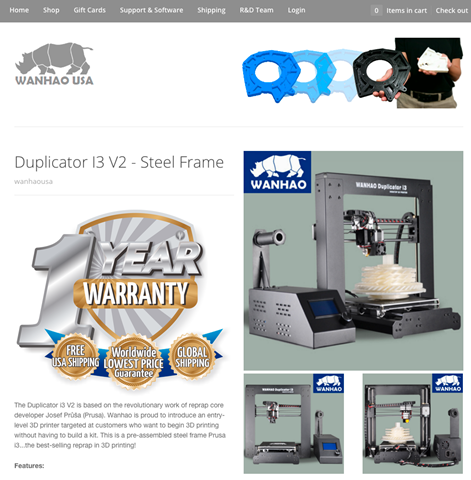 Home Shop Gift Cards Support & Software Shipping R&D Team Login 0 Items in cart Check out
WANHAO USA
Duplicator I3 V2 - Steel Frame
wanhaousa
1 YEAR
WARRANTY
FREE
USA SHIPPING
Worldwide
LOWEST PRICE
Guarantee
GLOBAL
SHIPPING
The Duplicator i3 V2 is based on the revolutionary work of reprap core
developer Josef Průša (Prusa). Wanhao is proud to introduce an entry-
level 3D printer targeted at customers who want to begin 3D printing
without having to build a kit. This is a pre-assembled steel frame Prusa
i3...the best-selling reprap in 3D printing!
Features:
WANHAO
WANHAO Duplicator i3
WANHAO
WANHAO Duplicator i3
WANHAO